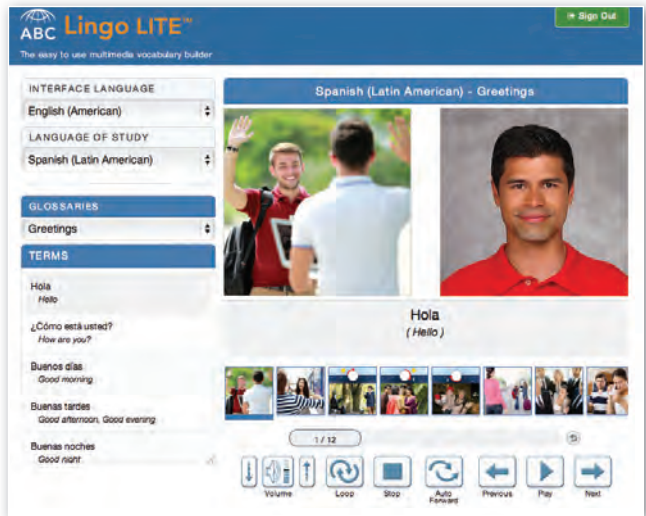 ABC Lingo LITE™
Sign Out
The easy to use multimedia vocabulary builder
INTERFACE LANGUAGE
English (American)
LANGUAGE OF STUDY
Spanish (Latin American)
GLOSSARIES
Greetings
TERMS
Hola
Hello
¿Cómo está usted?
How are you?
Buenos días
Good morning
Buenas tardes
Good afternoon, Good evening
Buenas noches
Good night
Spanish (Latin American) - Greetings
Hola
( Hello )
1 / 12
Volume
Loop
Stop
Auto
Forward
Previous
Play
Next